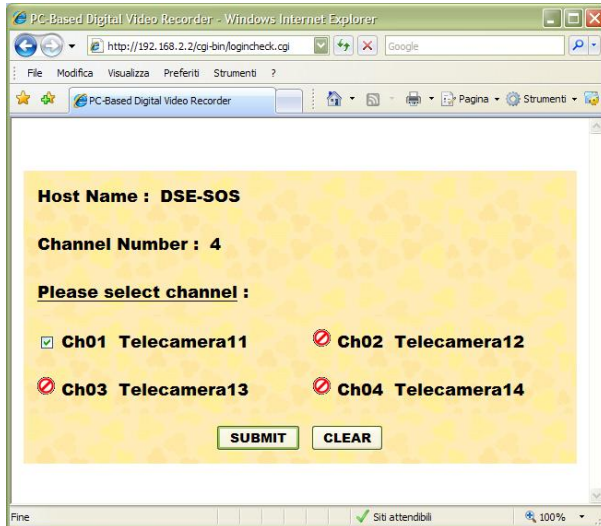 PC-Based Digital Video Recorder - Windows Internet Explorer
http://192.168.2.2/cgi-bin/logincheck.cgi
Google
File Modifica Visualizza Preferiti Strumenti ?
PC-Based Digital Video Recorder
Pagina Strumenti
Host Name : DSE-SOS
Channel Number : 4
Please select channel :
Ch01 Telecamera11 Ch02 Telecamera12
Ch03 Telecamera13 Ch04 Telecamera14
SUBMIT CLEAR
Fine Siti attendibili 100%